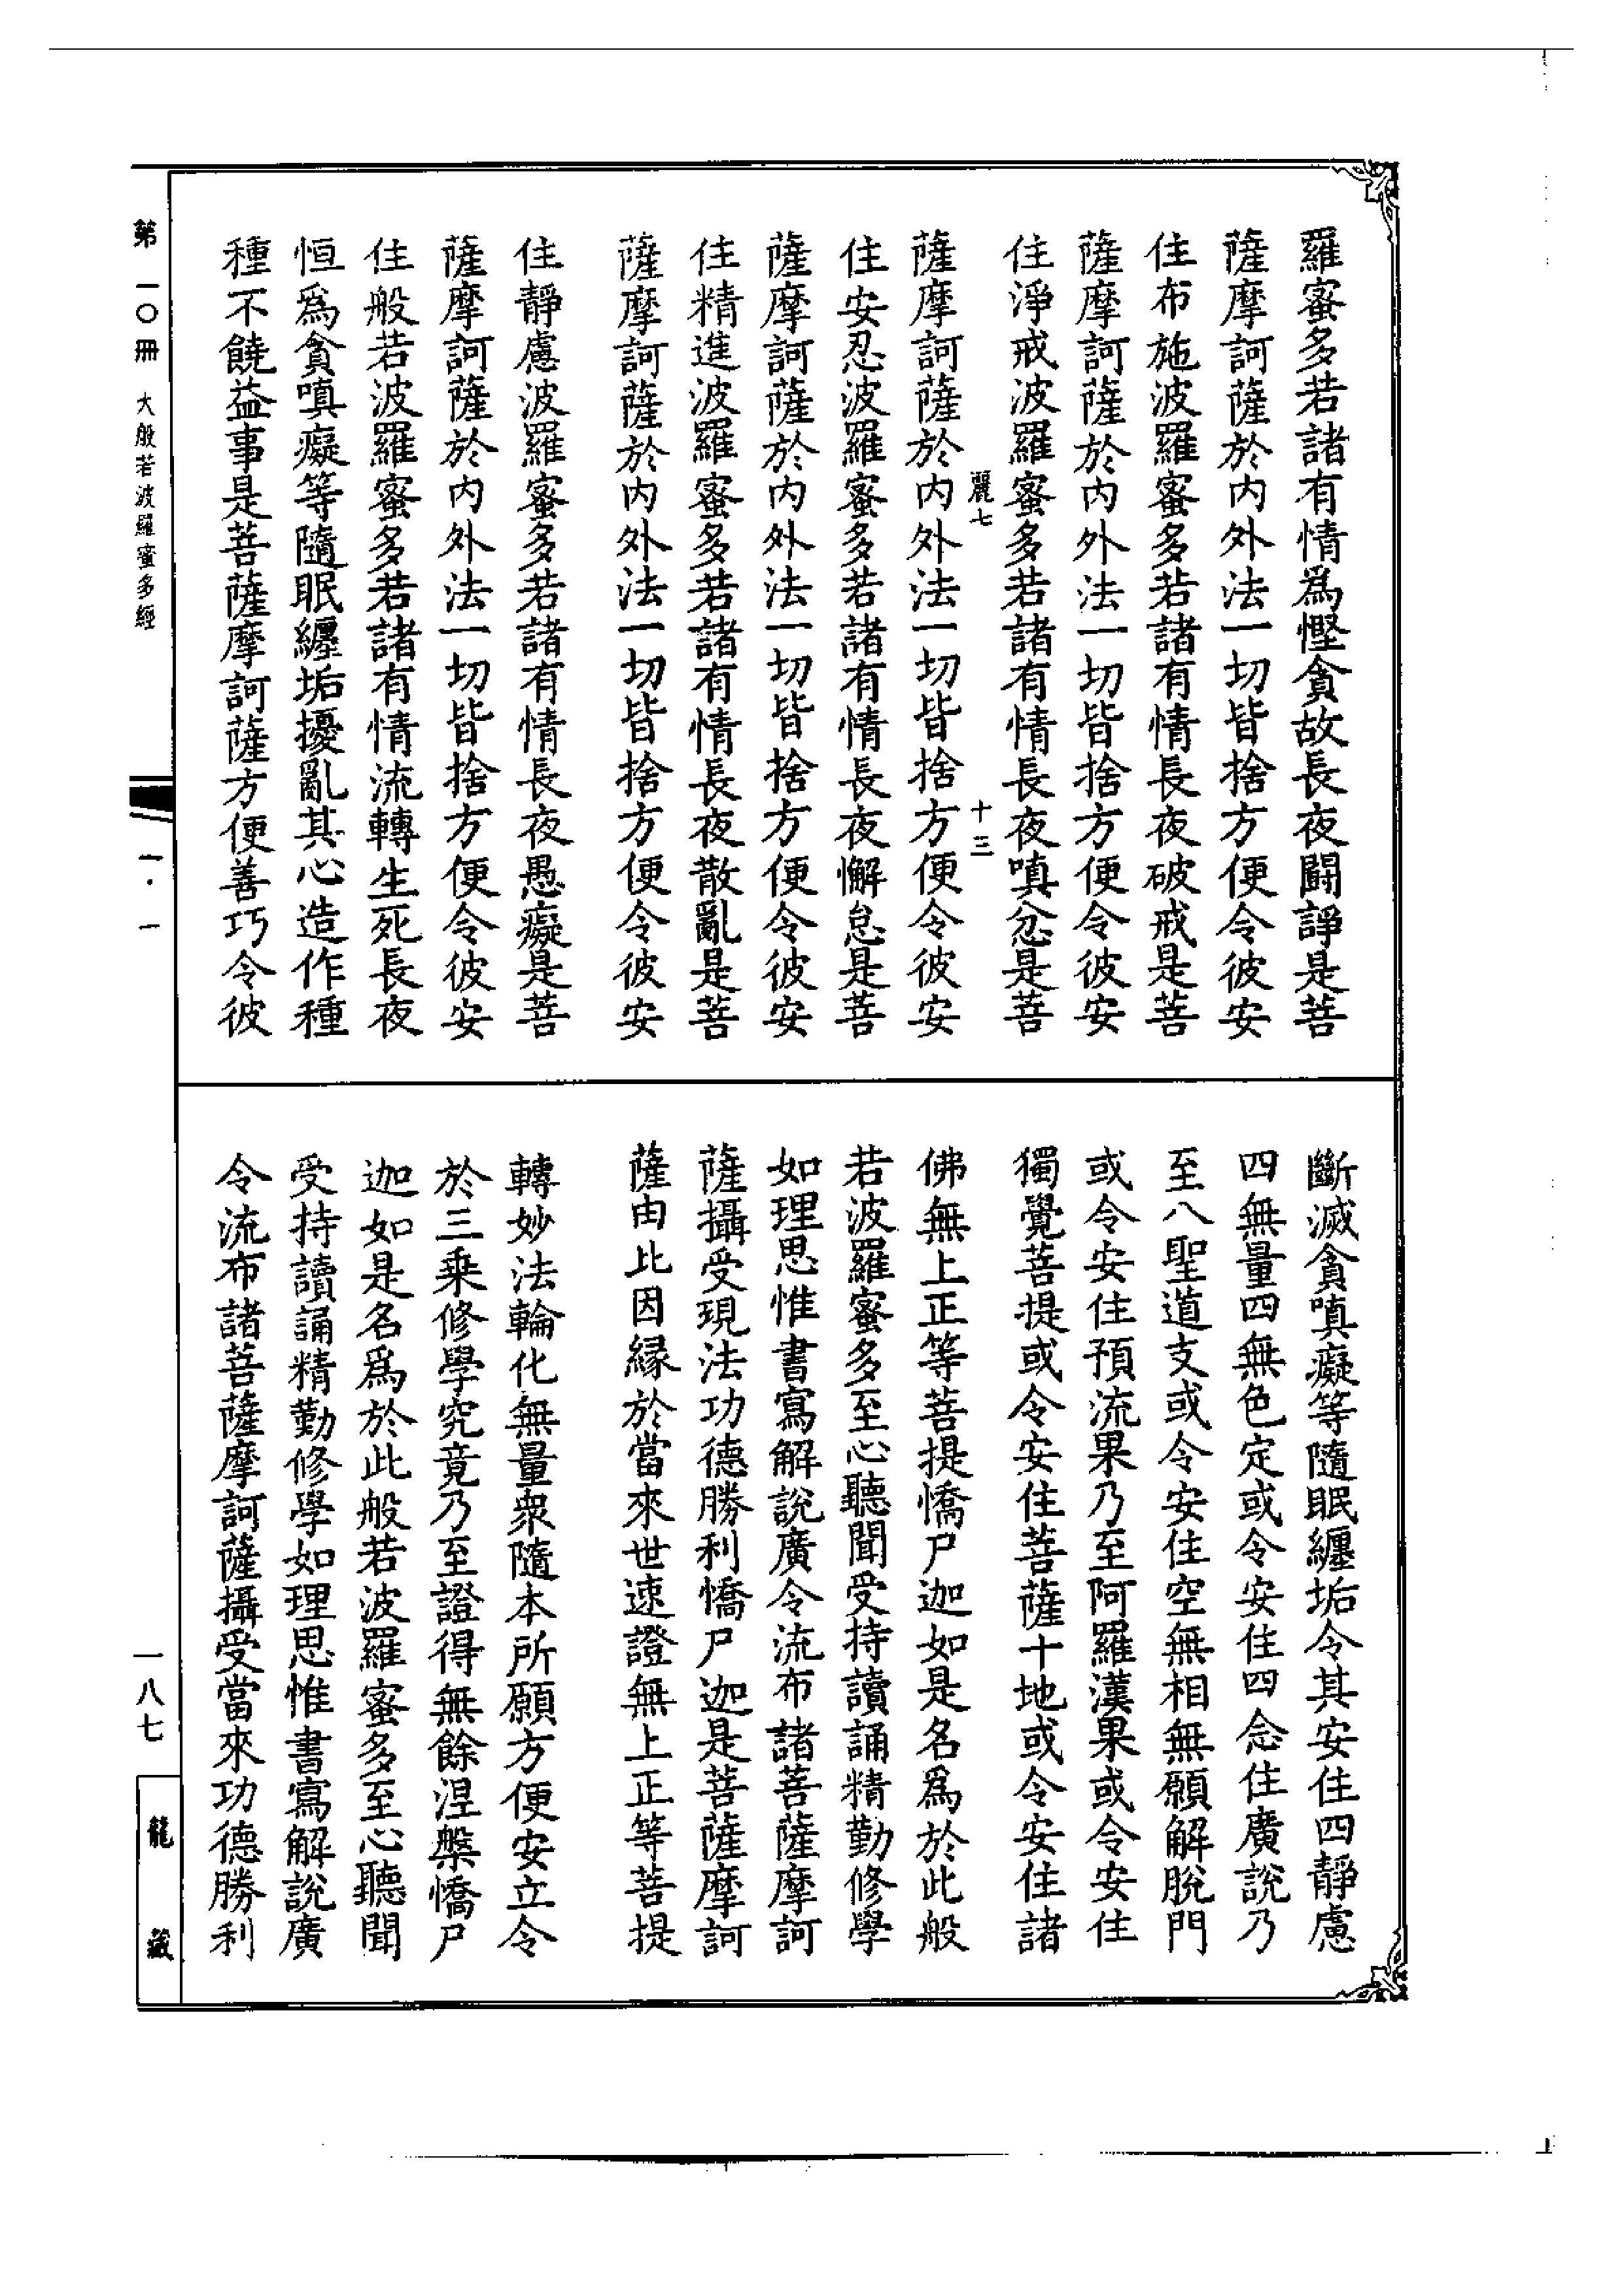 羅蜜多若諸有情爲慳貪故長夜鬪諍是菩
薩摩訶薩於内外法一切皆捨方便令彼安
住布施波羅蜜多若諸有情長夜破戒是菩
薩摩訶薩於内外法一切皆捨方便令彼安
住淨戒波羅蜜多若諸有情長夜嗔忿是菩
麗七 十三
薩摩訶薩於内外法一切皆捨方便令彼安
住安忍波羅蜜多若諸有情長夜懈怠是菩
薩摩訶薩於内外法一切皆捨方便令彼安
住精進波羅蜜多若諸有情長夜散亂是菩
薩摩訶薩於内外法一切皆捨方便令彼安
住靜慮波羅蜜多若諸有情長夜愚癡是菩
薩摩訶薩於内外法一切皆捨方便令彼安
住般若波羅蜜多若諸有情流轉生死長夜
恒爲貪嗔癡等隨眠纏垢擾亂其心造作種
種不饒益事是菩薩摩訶薩方便善巧令彼
斷滅貪嗔癡等隨眠纏垢令其安住四靜慮
四無量四無色定或令安住四念住廣說乃
至八聖道支或令安住空無相無願解脫門
或令安住預流果乃至阿羅漢果或令安住
獨覺菩提或令安住菩薩十地或令安住諸
佛無上正等菩提憍尸迦如是名爲於此般
若波羅蜜多至心聽聞受持讀誦精勤修學
如理思惟書寫解說廣令流布諸菩薩摩訶
薩攝受現法功德勝利憍尸迦是菩薩摩訶
薩由此因緣於當來世速證無上正等菩提
轉妙法輪化無量衆隨本所願方便安立令
於三乘修學究竟乃至證得無餘涅槃憍尸
迦如是名爲於此般若波羅蜜多至心聽聞
受持讀誦精勤修學如理思惟書寫解說廣
令流布諸菩薩摩訶薩攝受當來功德勝利
第一〇冊 大般若波羅蜜多經
一·一
一八七
龍藏